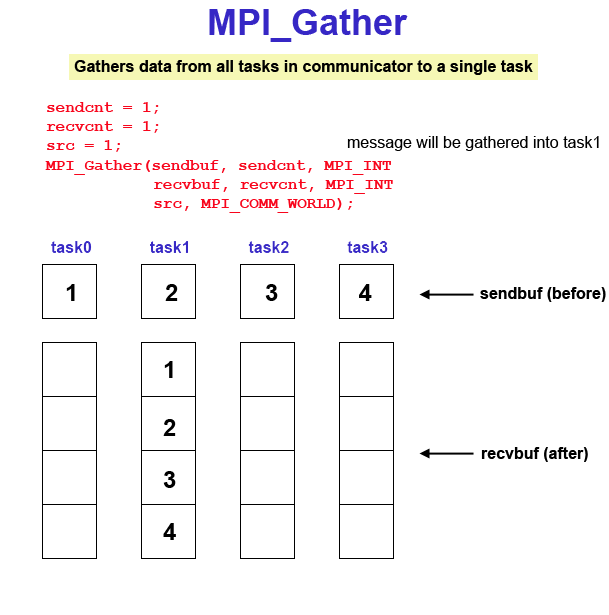 MPI_Gather
Gathers data from all tasks in communicator to a single task
sendcnt = 1;
recvcnt = 1;
src = 1;
message will be gathered into task1
MPI_Gather(sendbuf, sendcnt, MPI_INT
recvbuf, recvcnt, MPI_INT
src, MPI_COMM_WORLD);
task0 task1 task2 task3
1 2 3 4 sendbuf (before)
1
2
recvbuf (after)
3
4